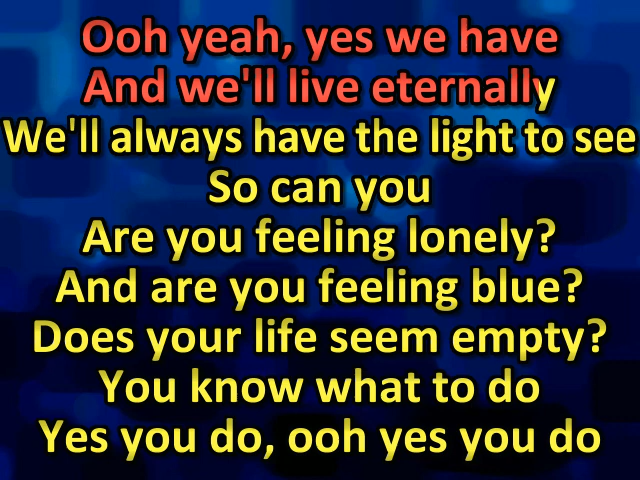 Ooh yeah, yes we have
And we'll live eternally
We'll always have the light to see
So can you
Are you feeling lonely?
And are you feeling blue?
Does your life seem empty?
You know what to do
Yes you do, ooh yes you do